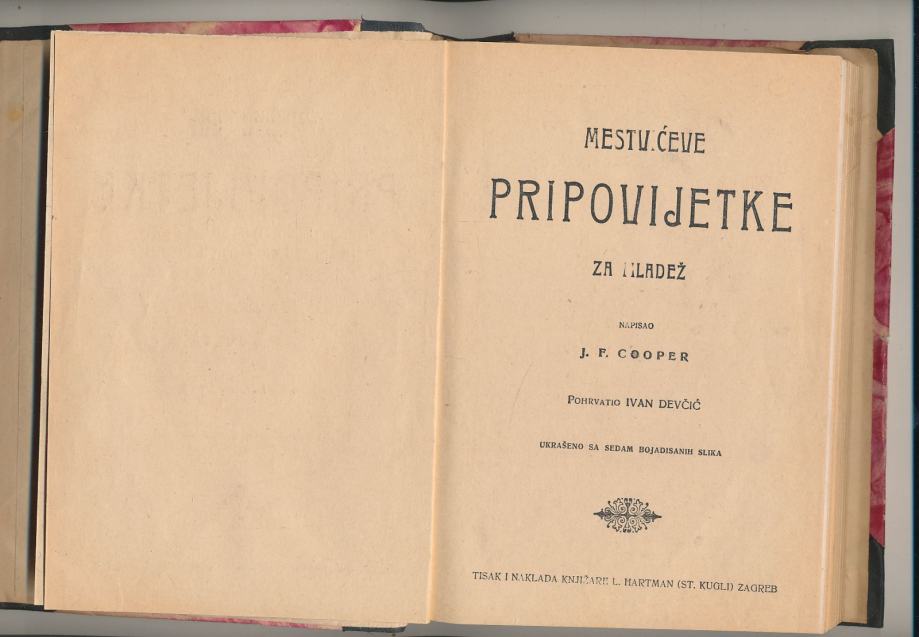 MESTVIĆEVE
PRIPOVIJETKE
ZA MLADEŽ
NAPISAO
J. F. COOPER
POHRVATIO IVAN DEVČIĆ
UKRAŠENO SA SEDAM BOJADISANIH SLIKA
TISAK I NAKLADA KNJIŽARE L. HARTMAN (ST. KUGLI) ZAGREB